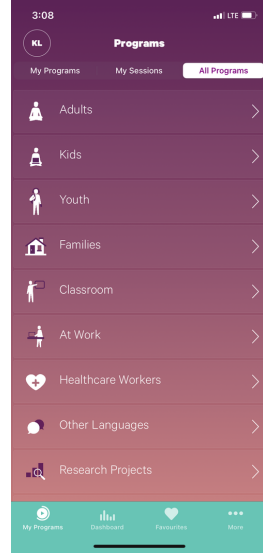 3:08 LTE
KL Programs
My Programs My Sessions All Programs
Adults
Kids
Youth
Families
Classroom
At Work
Healthcare Workers
Other Languages
Research Projects
My Programs Dashboard Favourites More